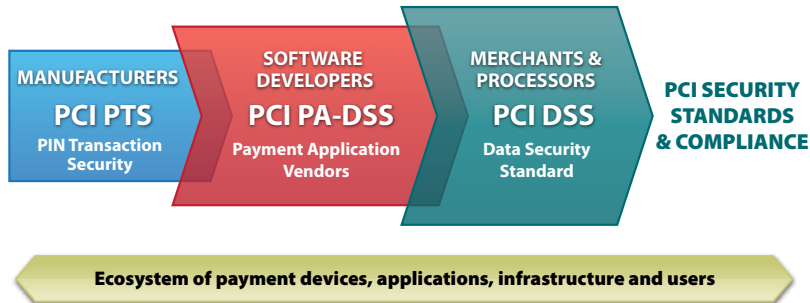 MANUFACTURERS
PCI PTS
PIN Transaction
Security
SOFTWARE
DEVELOPERS
PCI PA-DSS
Payment Application
Vendors
MERCHANTS &
PROCESSORS
PCI DSS
Data Security
Standard
PCI SECURITY
STANDARDS
& COMPLIANCE
Ecosystem of payment devices, applications, infrastructure and users